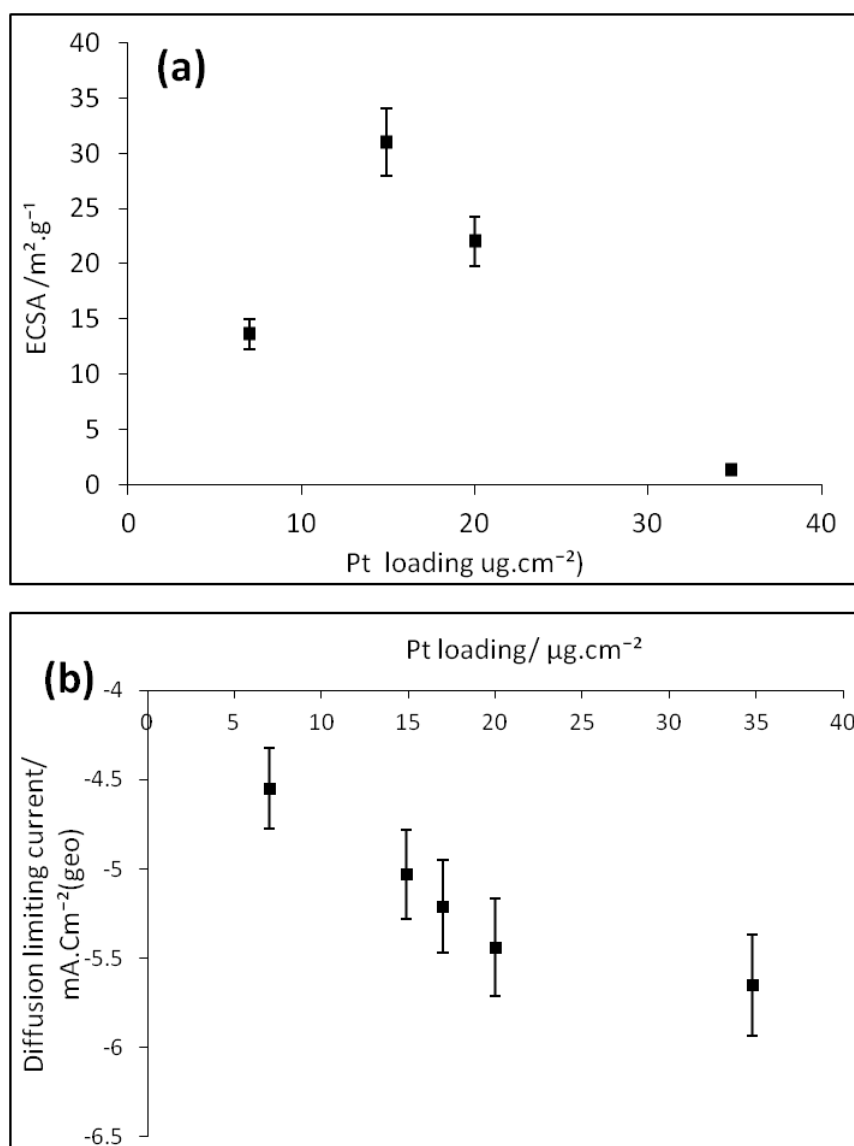 (a)
40
35
30
25
20
15
10
5
0
ECSA /m².g⁻¹
0 10 20 30 40
Pt loading ug.cm⁻²)
(b)
Pt loading/ µg.cm⁻²
0 5 10 15 20 25 30 35 40
-4
-4.5
-5
-5.5
-6
-6.5
Diffusion limiting current/
mA.Cm⁻²(geo)